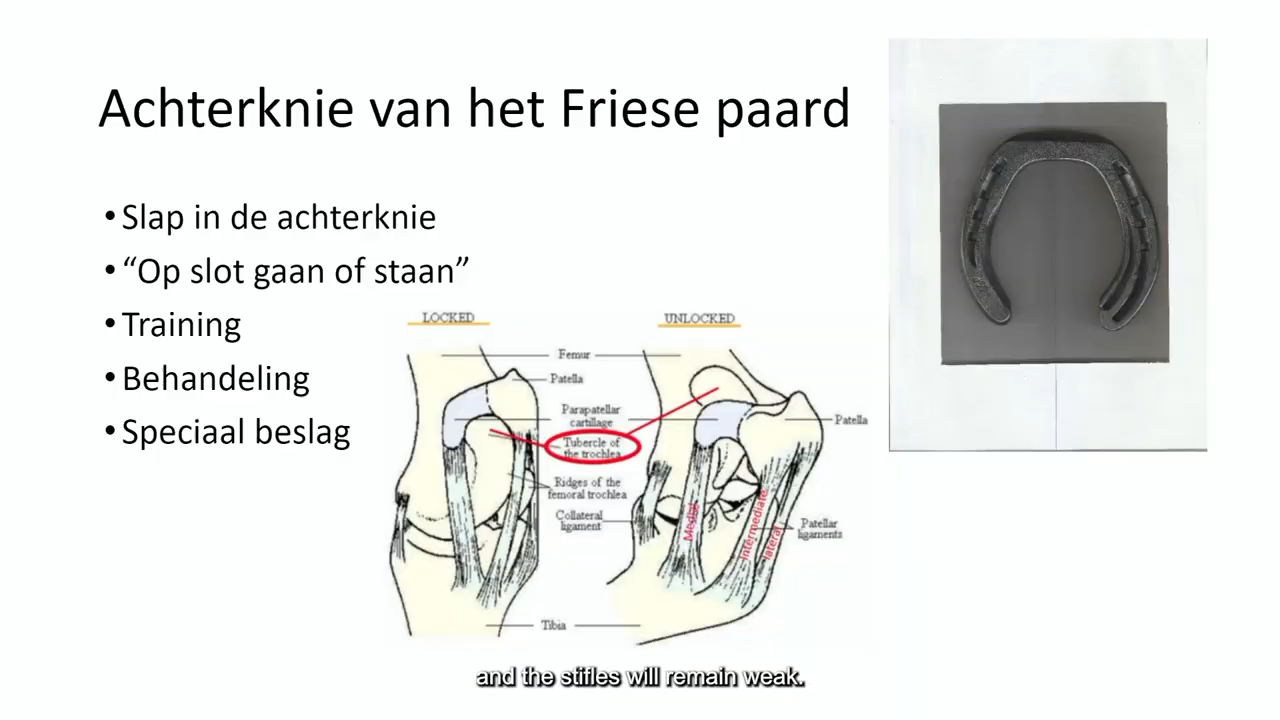 Achterknie van het Friese paard
• Slap in de achterknie
• “Op slot gaan of staan”
• Training
• Behandeling
• Speciaal beslag
LOCKED
UNLOCKED
Femur
Patella
Parapatellar
cartillage
Patella
Tubercle of
the trochlea
Ridges of the
femoral trochlea
Collateral
ligament
Medial
intermediate
lateral
Patellar
ligaments
Tibia
and the stifles will remain weak.